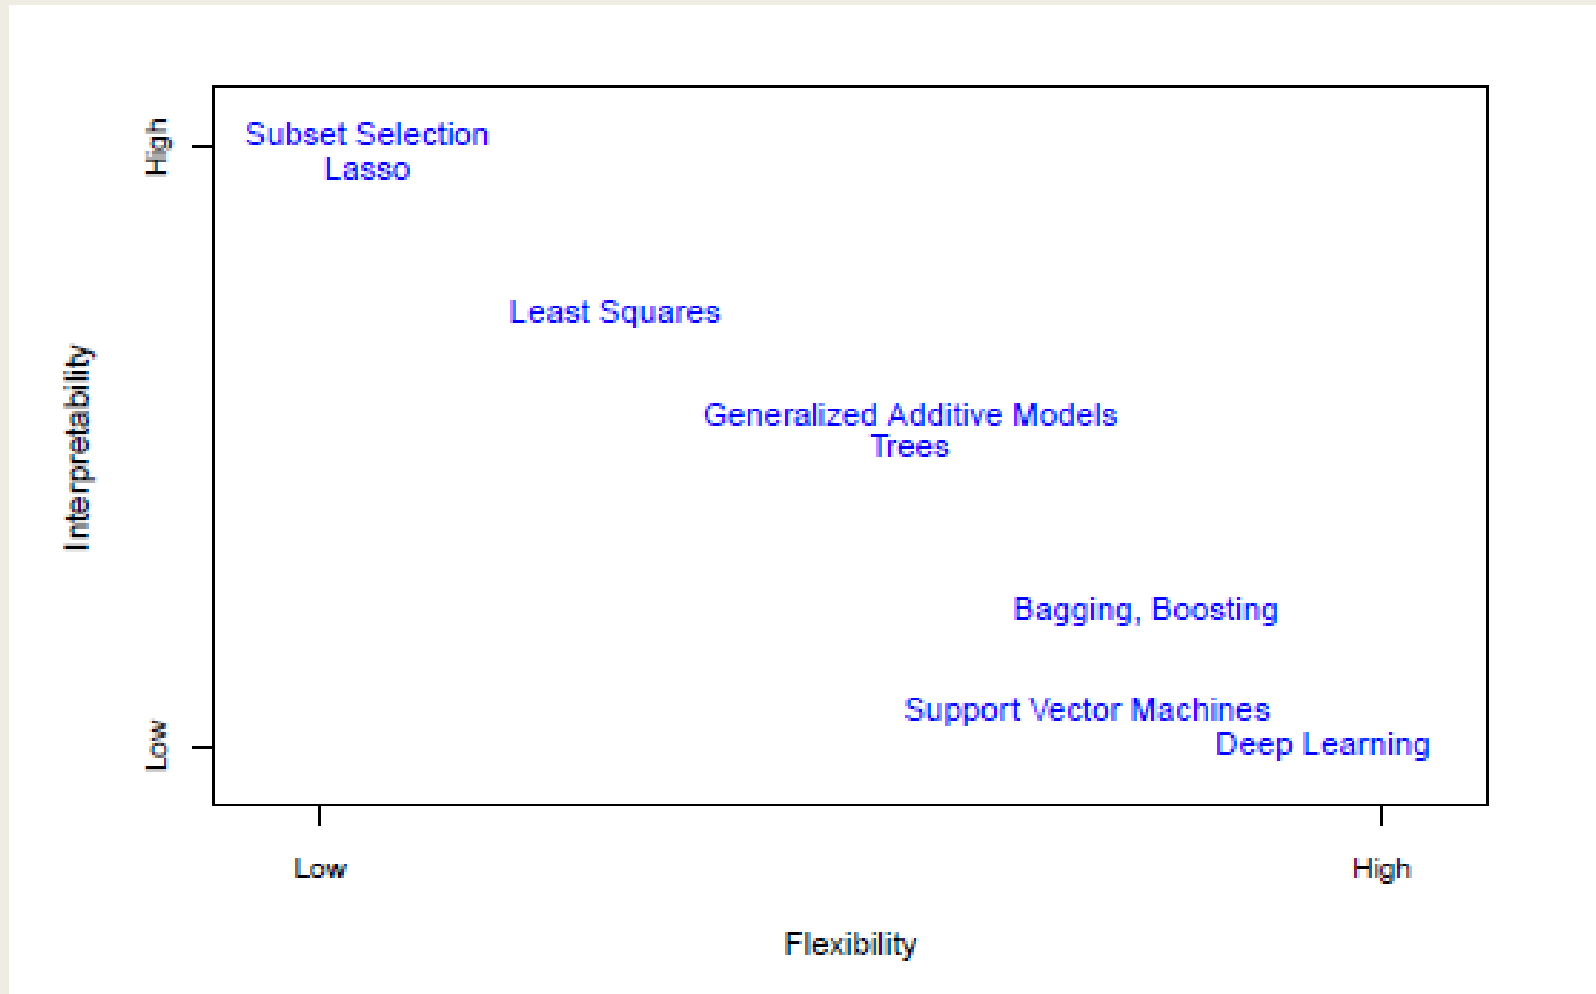 High
Subset Selection
Lasso
Least Squares
Interpretability
Generalized Additive Models
Trees
Bagging, Boosting
Support Vector Machines
Low
Deep Learning
Low
High
Flexibility